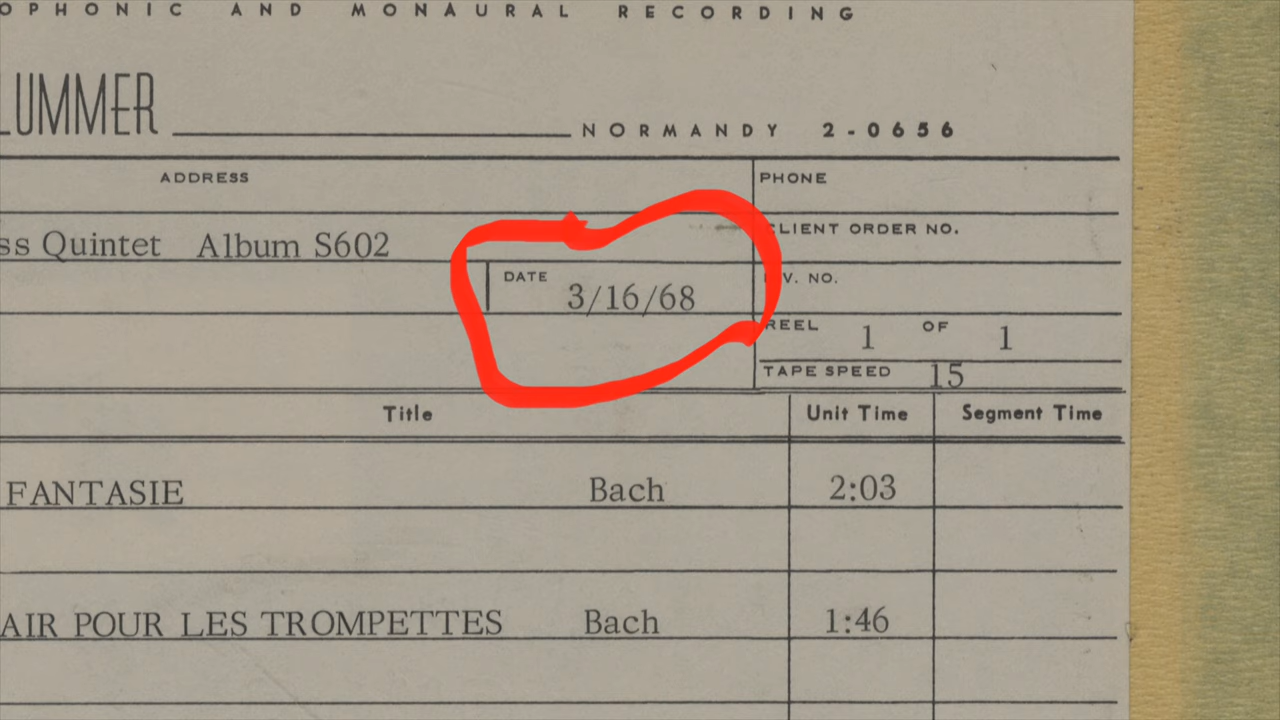 OPHONIC AND MONAURAL RECORDING
LUMMER NORMANDY 2-0656
ADDRESS PHONE
ss Quintet Album S602 CLIENT ORDER NO.
DATE 3/16/68 NO.
REEL 1 OF 1
TAPE SPEED 15
Title Unit Time Segment Time
FANTASIE Bach 2:03
AIR POUR LES TROMPETTES Bach 1:46